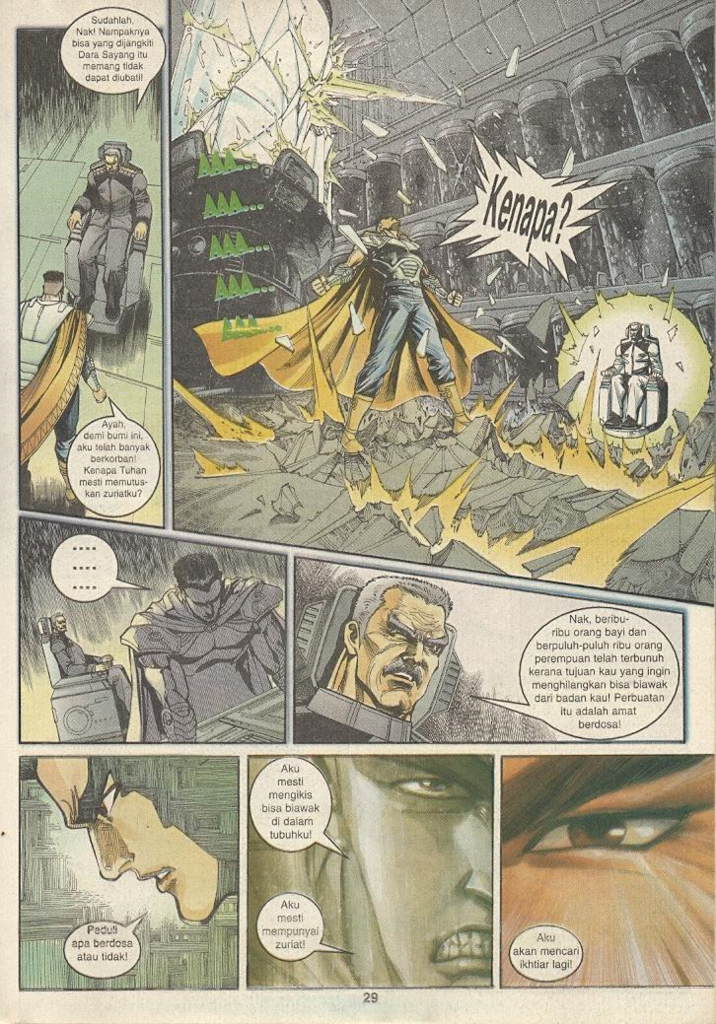 Sudahlah,
Nak! Nampaknya
bisa yang dijangkiti
Dara Sayang itu
memang tidak
dapat diubati!
Ayah,
demi bumi ini,
aku telah banyak
berkorban!
Kenapa Tuhan
mesti memutus-
kan zuriatku?
AAA...
AAA...
AAA...
AAA...
AAA...
Kenapa?
....
....
Nak, beribu-
ribu orang bayi dan
berpuluh-puluh ribu orang
perempuan telah terbunuh
kerana tujuan kau yang ingin
menghilangkan bisa biawak
dari badan kau! Perbuatan
itu adalah amat
berdosa!
Peduli
apa berdosa
atau tidak!
Aku
mesti
mengikis
bisa biawak
di dalam
tubuhku!
Aku
mesti
mempunyai
zuriat!
Aku
akan mencari
ikhtiar lagi!
29